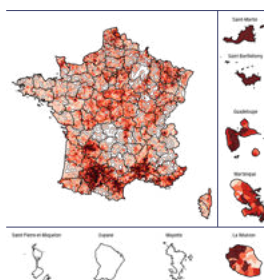 Saint-Martin
Saint-Barthélemy
Guadeloupe
Martinique
Saint-Pierre-et-Miquelon
Guyane
Mayotte
La Réunion